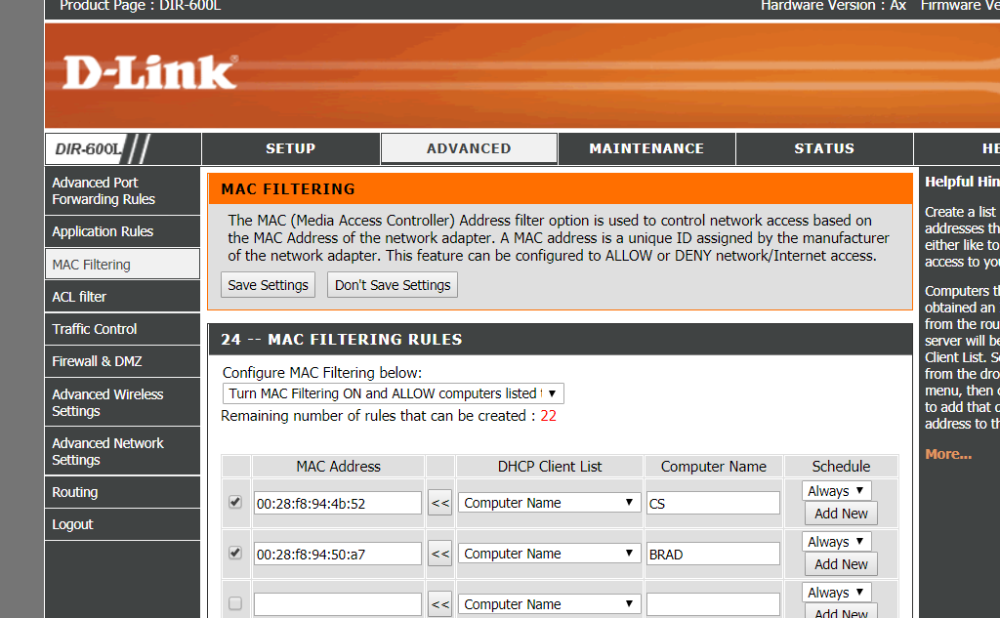 Product Page : DIR-600L
Hardware Version : Ax Firmware Ve
D-Link
DIR-600L
SETUP
ADVANCED
MAINTENANCE
STATUS
HE
Advanced Port
Forwarding Rules
Application Rules
MAC Filtering
ACL filter
Traffic Control
Firewall & DMZ
Advanced Wireless
Settings
Advanced Network
Settings
Routing
Logout
MAC FILTERING
The MAC (Media Access Controller) Address filter option is used to control network access based on
the MAC Address of the network adapter. A MAC address is a unique ID assigned by the manufacturer
of the network adapter. This feature can be configured to ALLOW or DENY network/Internet access.
Save Settings
Don't Save Settings
24 -- MAC FILTERING RULES
Configure MAC Filtering below:
Turn MAC Filtering ON and ALLOW computers listed t
Remaining number of rules that can be created : 22
MAC Address
DHCP Client List
Computer Name
Schedule
00:28:f8:94:4b:52
<<
Computer Name
CS
Always
Add New
00:28:f8:94:50:a7
<<
Computer Name
BRAD
Always
Add New
<<
Computer Name
Always
Add New
Helpful Hin
Create a list
addresses th
either like to
access to you
Computers th
obtained an
from the rou
server will be
Client List. Se
from the dro
menu, then c
to add that c
address to th
More...